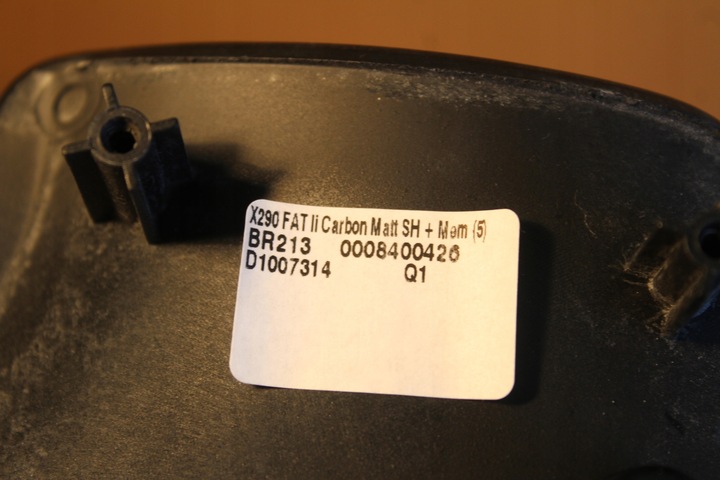 X290 FAT li Carbon Matt SH + Mem (5)
BR213 0008400426
D1007314 Q1